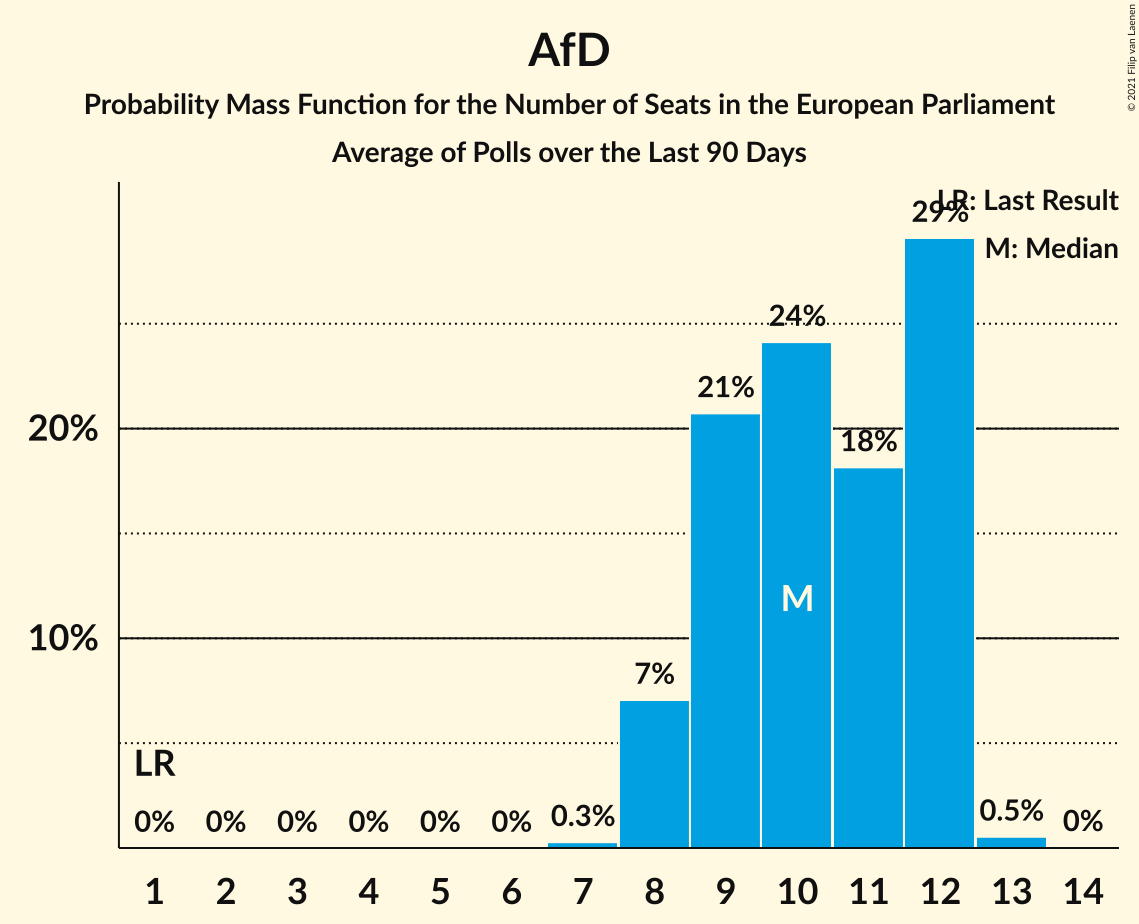 AfD
Probability Mass Function for the Number of Seats in the European Parliament
Average of Polls over the Last 90 Days
© 2021 Filip van Laenen
LR: Last Result
M: Median
29%
24%
21%
20%
18%
M
10%
7%
LR
0% 0% 0% 0% 0% 0% 0.3% 0.5% 0%
1 2 3 4 5 6 7 8 9 10 11 12 13 14